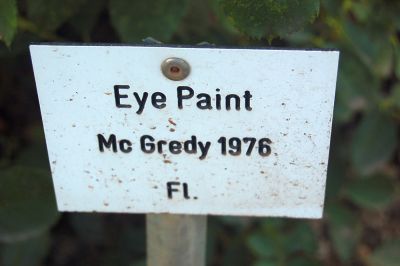 Eye Paint
Mc Gredy 1976
Fl.